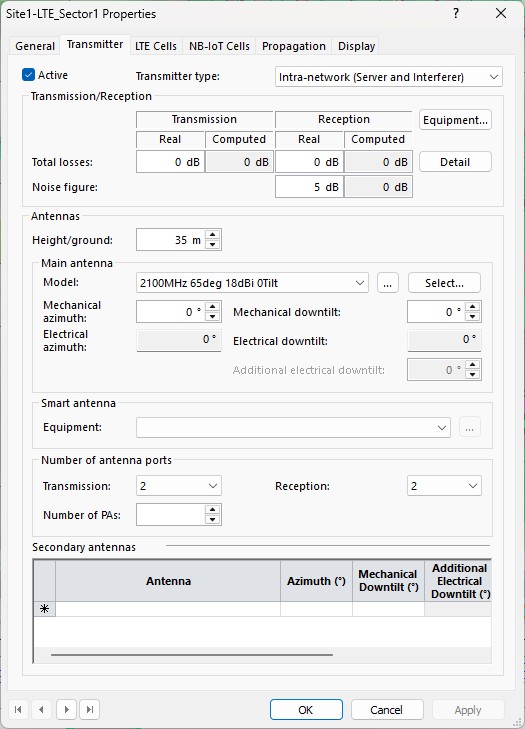 Site1-LTE_Sector1 Properties ?
General Transmitter LTE Cells NB-IoT Cells Propagation Display
Active Transmitter type: Intra-network (Server and Interferer)
Transmission/Reception
Transmission Reception Equipment...
Real Computed Real Computed
Total losses: 0 dB 0 dB 0 dB 0 dB Detail
Noise figure: 5 dB 0 dB
Antennas
Height/ground: 35 m
Main antenna
Model: 2100MHz 65deg 18dBi 0Tilt ... Select...
Mechanical azimuth: 0 ° Mechanical downtilt: 0 °
Electrical azimuth: 0 ° Electrical downtilt: 0 °
Additional electrical downtilt: 0 °
Smart antenna
Equipment: ...
Number of antenna ports
Transmission: 2 Reception: 2
Number of PAs:
Secondary antennas
Antenna Azimuth (°) Mechanical Downtilt (°) Additional Electrical Downtilt (°)
OK Cancel Apply